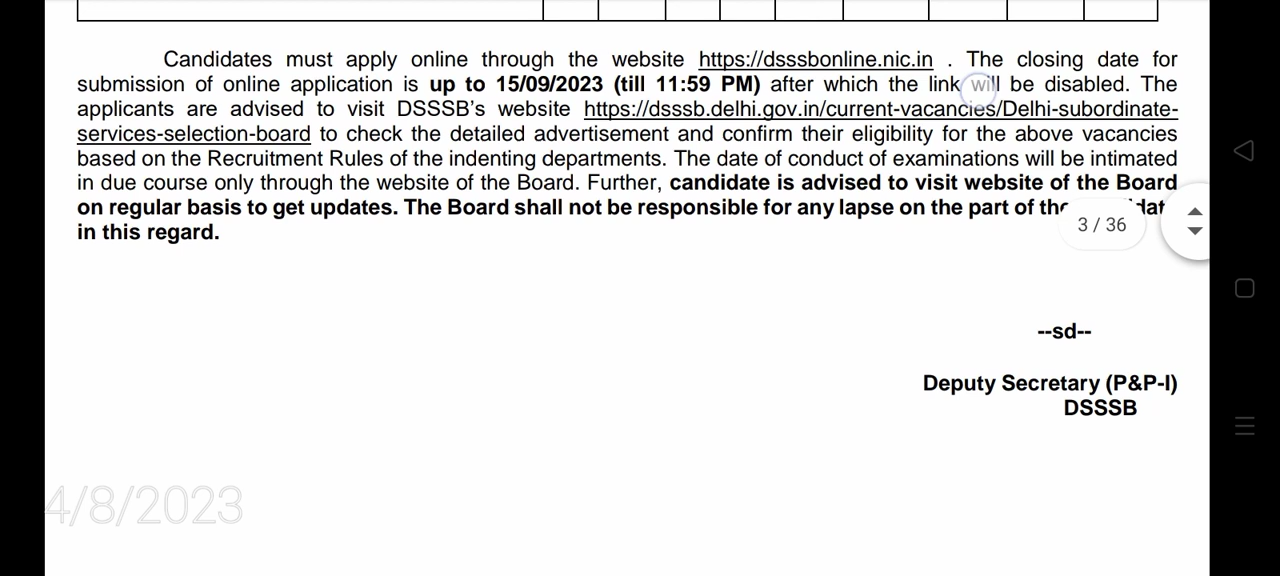 Candidates must apply online through the website https://dsssbonline.nic.in . The closing date for
submission of online application is up to 15/09/2023 (till 11:59 PM) after which the link will be disabled. The
applicants are advised to visit DSSSB's website https://dsssb.delhi.gov.in/current-vacancies/Delhi-subordinate-
services-selection-board to check the detailed advertisement and confirm their eligibility for the above vacancies
based on the Recruitment Rules of the indenting departments. The date of conduct of examinations will be intimated
in due course only through the website of the Board. Further, candidate is advised to visit website of the Board
on regular basis to get updates. The Board shall not be responsible for any lapse on the part of
in this regard.
3 / 36
--sd--
Deputy Secretary (P&P-I)
DSSSB
4/8/2023